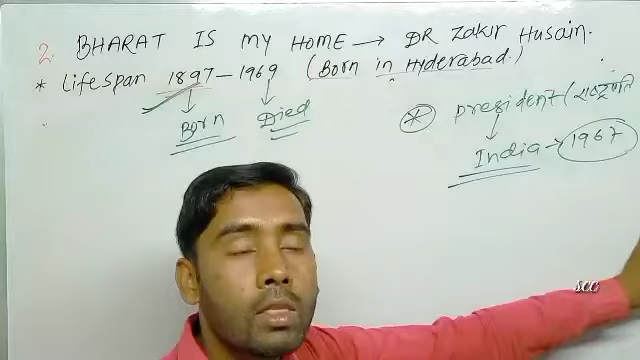 2. BHARAT IS MY HOME → DR Zakir Husain.
* Lifespan 1897 – 1969 (Born in Hyderabad.)
Born Died
* president (राष्ट्रपति
India → 1967
SCC